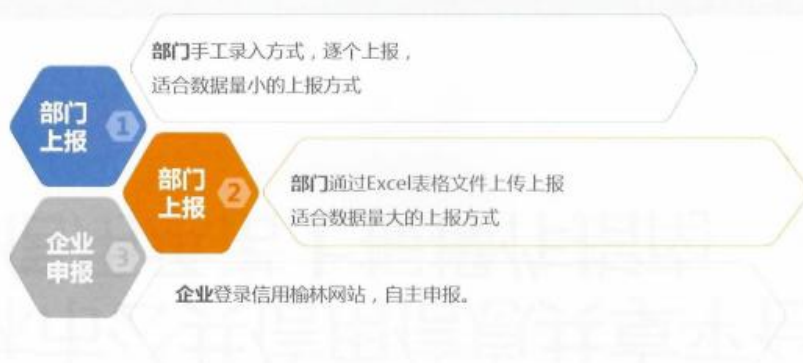 部门手工录入方式，逐个上报，
适合数据量小的上报方式
部门
上报
1
部门
上报
2
部门通过Excel表格文件上传上报
适合数据量大的上报方式
企业
申报
3
企业登录信用榆林网站，自主申报。